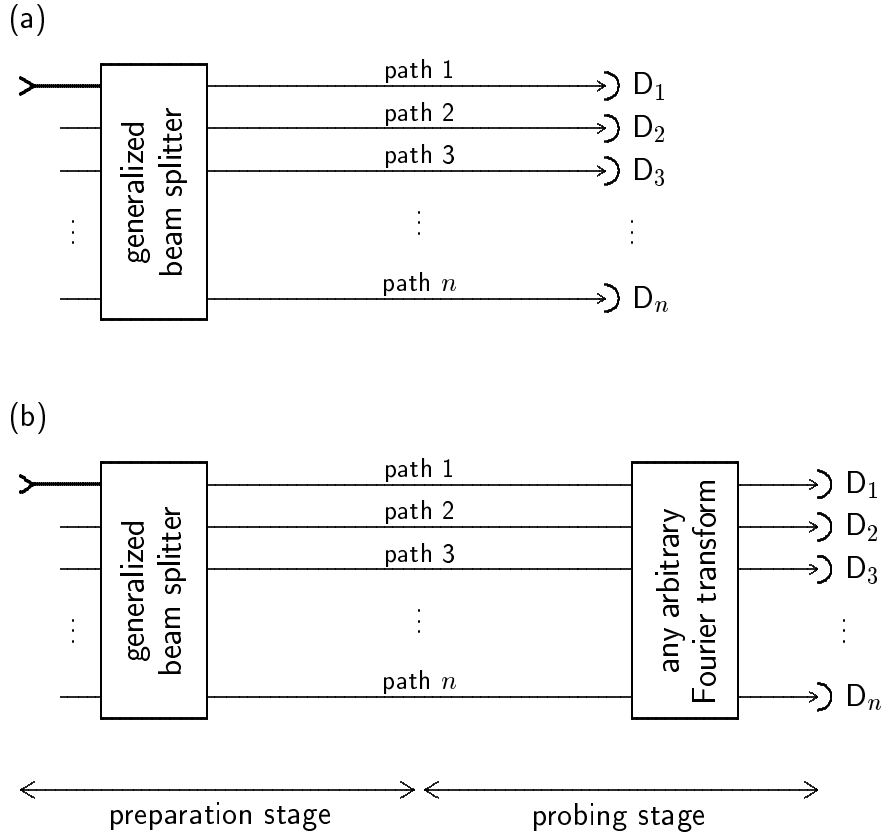 (a)
generalized
beam splitter
path 1
path 2
path 3
⋮
path n
D₁
D₂
D₃
⋮
Dₙ
(b)
generalized
beam splitter
path 1
path 2
path 3
⋮
path n
any arbitrary
Fourier transform
D₁
D₂
D₃
⋮
Dₙ
preparation stage
probing stage